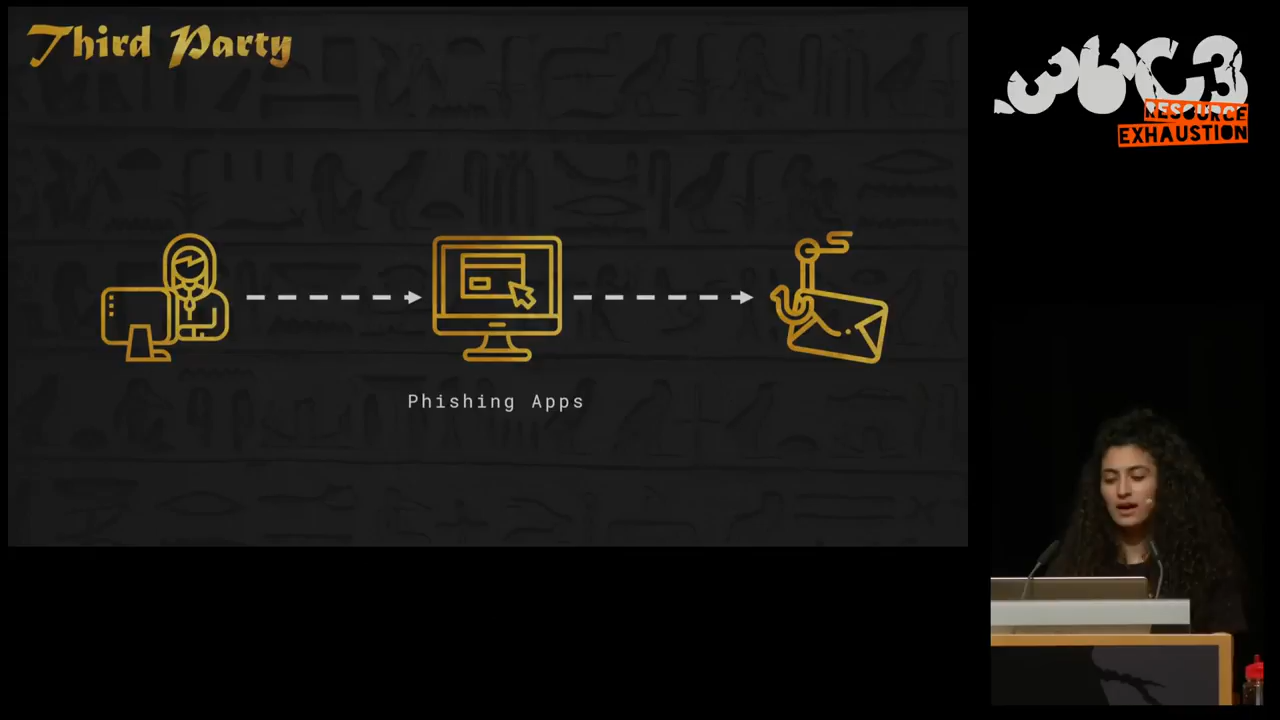 Third Party
36C3
RESOURCE
EXHAUSTION
Phishing Apps